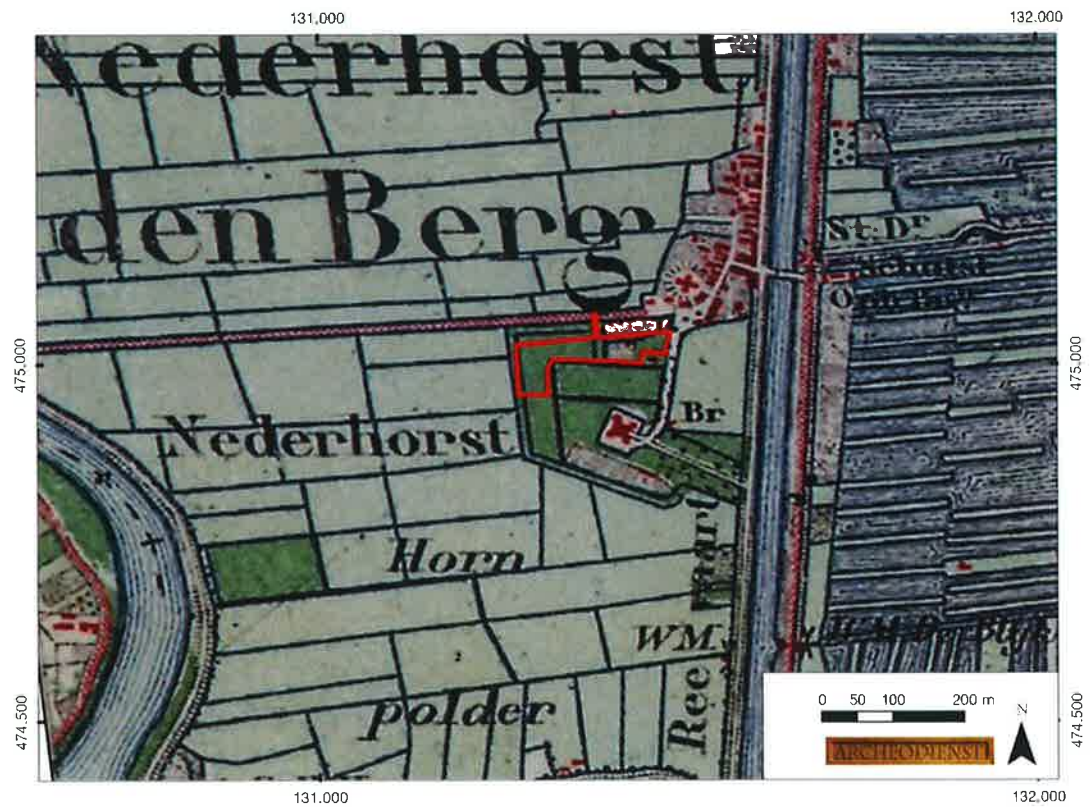 131.000
132.000
Nederhorst
den Berg
St. Dr
475.000
475.000
Br
Nederhorst
Horn
WM
polder
Ree vaart
0 50 100 200 m
N
474.500
474.500
ARCHEODIENST
131.000
132.000